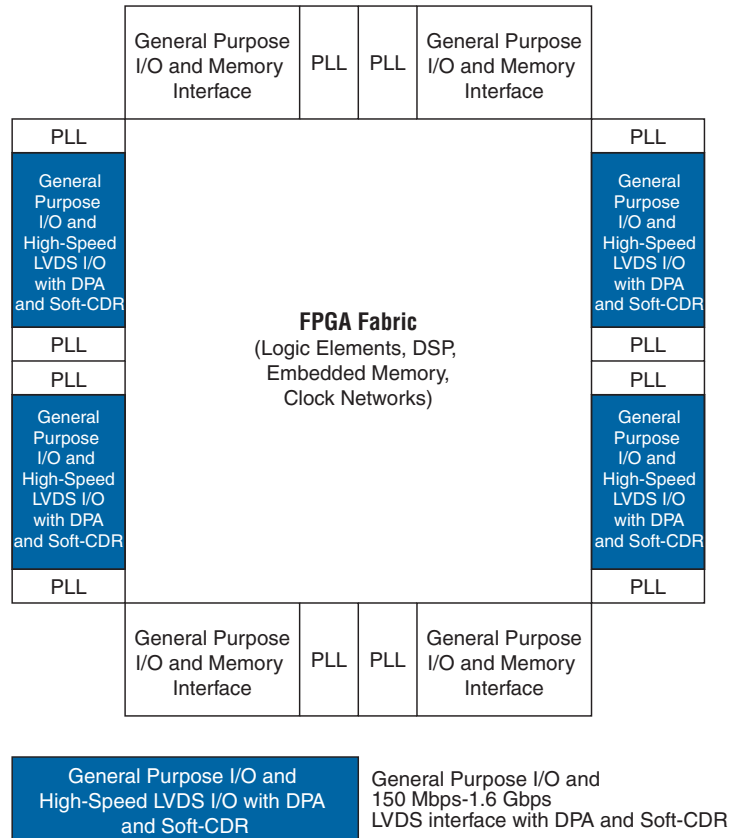 General Purpose
I/O and Memory
Interface
PLL
PLL
General Purpose
I/O and Memory
Interface
PLL
General
Purpose
I/O and
High-Speed
LVDS I/O
with DPA
and Soft-CDR
PLL
PLL
General
Purpose
I/O and
High-Speed
LVDS I/O
with DPA
and Soft-CDR
PLL
FPGA Fabric
(Logic Elements, DSP,
Embedded Memory,
Clock Networks)
PLL
General
Purpose
I/O and
High-Speed
LVDS I/O
with DPA
and Soft-CDR
PLL
PLL
General
Purpose
I/O and
High-Speed
LVDS I/O
with DPA
and Soft-CDR
PLL
General Purpose
I/O and Memory
Interface
PLL
PLL
General Purpose
I/O and Memory
Interface
General Purpose I/O and
High-Speed LVDS I/O with DPA
and Soft-CDR
General Purpose I/O and
150 Mbps-1.6 Gbps
LVDS interface with DPA and Soft-CDR